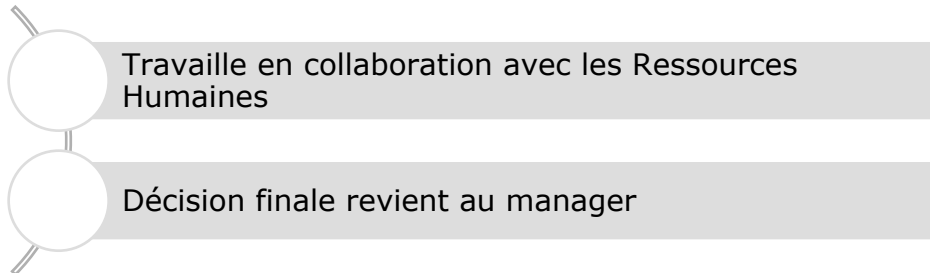 Travaille en collaboration avec les Ressources
Humaines
Décision finale revient au manager